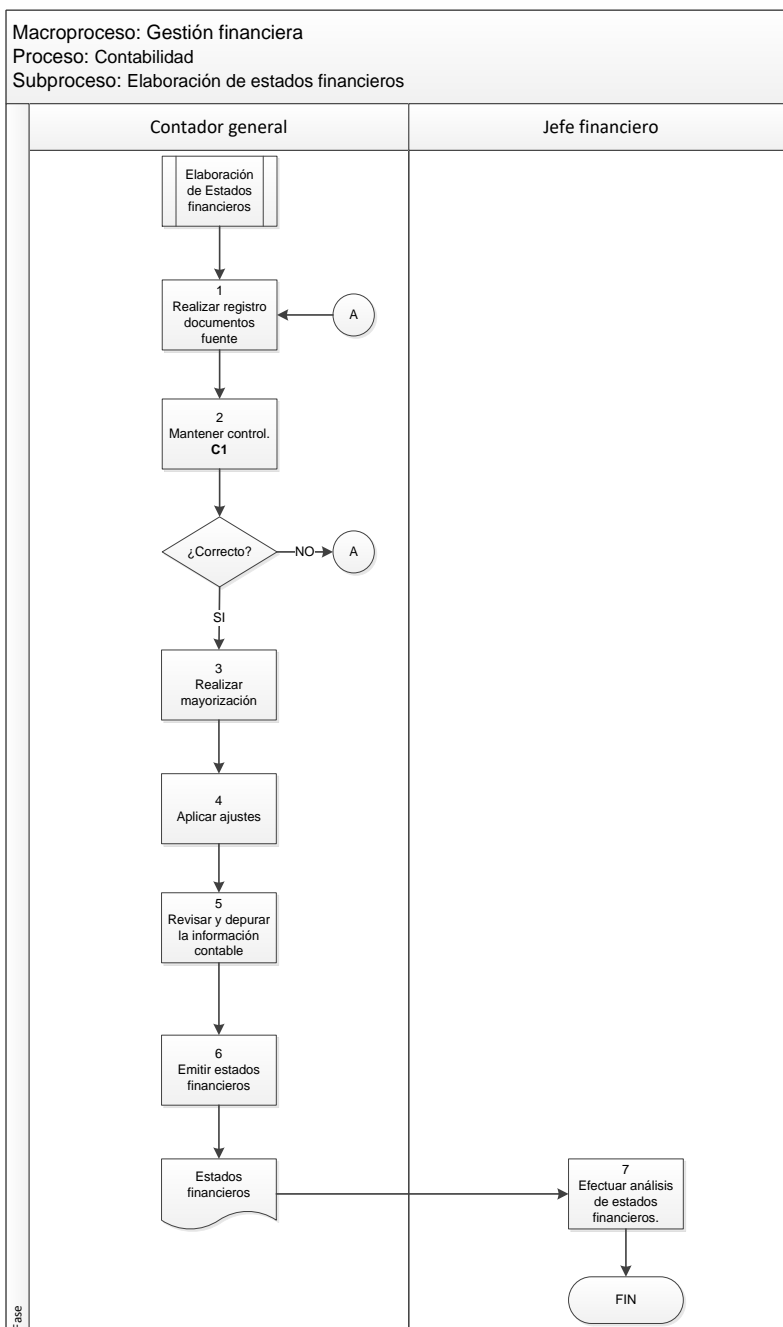 Macroproceso: Gestión financiera
Proceso: Contabilidad
Subproceso: Elaboración de estados financieros
Contador general
Jefe financiero
Elaboración
de Estados
financieros
1
Realizar registro
documentos
fuente
A
2
Mantener control.
C1
¿Correcto?
NO
A
SI
3
Realizar
mayorización
4
Aplicar ajustes
5
Revisar y depurar
la información
contable
6
Emitir estados
financieros
Estados
financieros
7
Efectuar análisis
de estados
financieros.
FIN
Fase